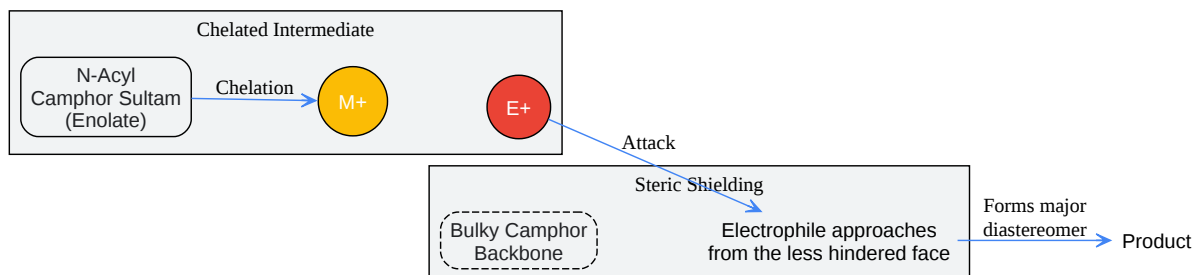 Chelated Intermediate
N-Acyl
Camphor Sultam
(Enolate)
Chelation
M+
E+
Attack
Steric Shielding
Bulky Camphor
Backbone
Electrophile approaches
from the less hindered face
Forms major
diastereomer
Product